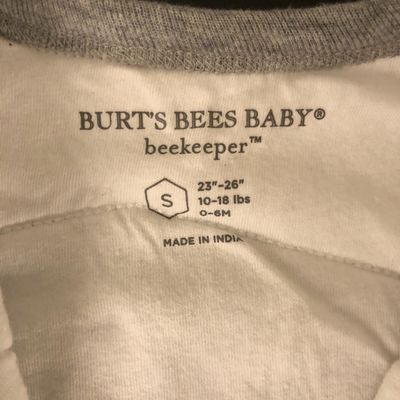 BURT'S BEES BABY®
beekeeper™
S
23"-26"
10-18 lbs
0-6M
MADE IN INDIA